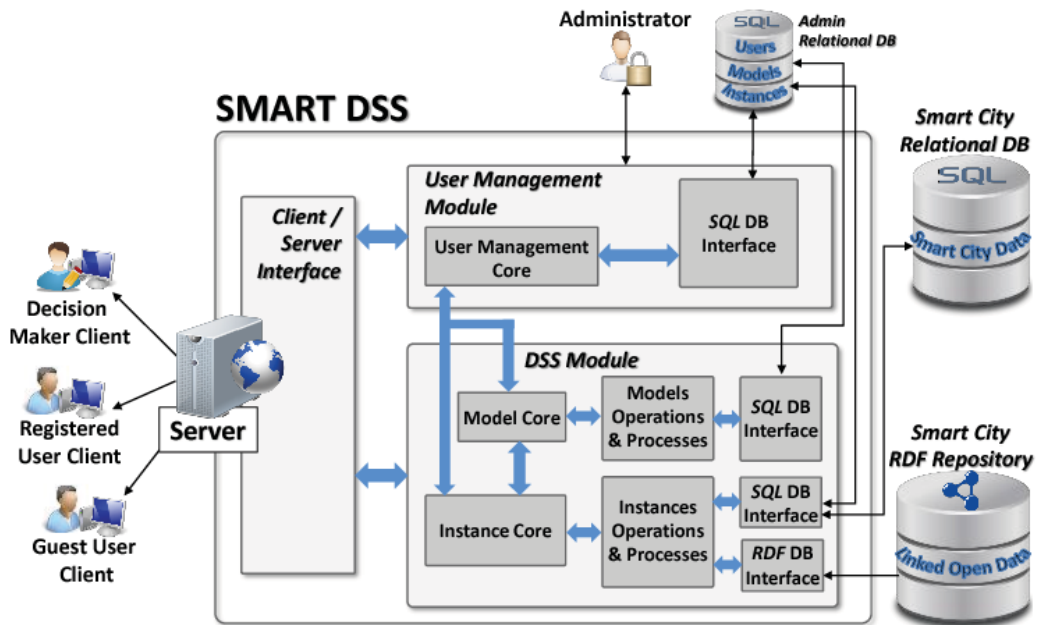 Administrator
SQL
Users
Models
Instances
Admin
Relational DB
SMART DSS
Smart City
Relational DB
SQL
Smart City Data
User Management
Module
SQL DB
Interface
User Management
Core
Client /
Server
Interface
Decision
Maker Client
Registered
User Client
Guest User
Client
Server
DSS Module
Model Core
Models
Operations
& Processes
SQL DB
Interface
Instance Core
Instances
Operations
& Processes
SQL DB
Interface
RDF DB
Interface
Smart City
RDF Repository
Linked Open Data